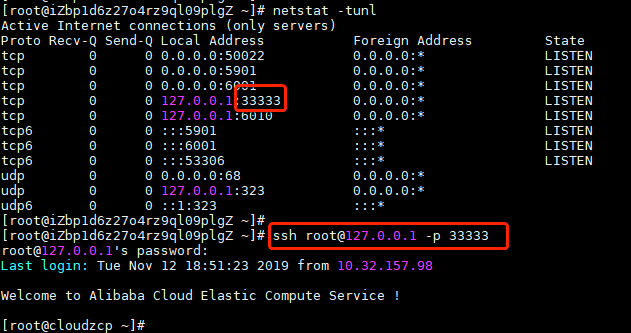 [root@iZbp1d6z27o4rz9ql09plgZ ~]# netstat -tunl
Active Internet connections (only servers)
Proto Recv-Q Send-Q Local Address Foreign Address State
tcp 0 0 0.0.0.0:50022 0.0.0.0:* LISTEN
tcp 0 0 0.0.0.0:5901 0.0.0.0:* LISTEN
tcp 0 0 0.0.0.0:6001 0.0.0.0:* LISTEN
tcp 0 0 127.0.0.1:33333 0.0.0.0:* LISTEN
tcp 0 0 127.0.0.1:6010 0.0.0.0:* LISTEN
tcp6 0 0 :::5901 :::* LISTEN
tcp6 0 0 :::6001 :::* LISTEN
tcp6 0 0 :::53306 :::* LISTEN
udp 0 0 0.0.0.0:68 0.0.0.0:*
udp 0 0 127.0.0.1:323 0.0.0.0:*
udp6 0 0 ::1:323 :::*
[root@iZbp1d6z27o4rz9ql09plgZ ~]#
[root@iZbp1d6z27o4rz9ql09plgZ ~]# ssh root@127.0.0.1 -p 33333
root@127.0.0.1's password:
Last login: Tue Nov 12 18:51:23 2019 from 10.32.157.98
Welcome to Alibaba Cloud Elastic Compute Service !
[root@cloudzcp ~]#